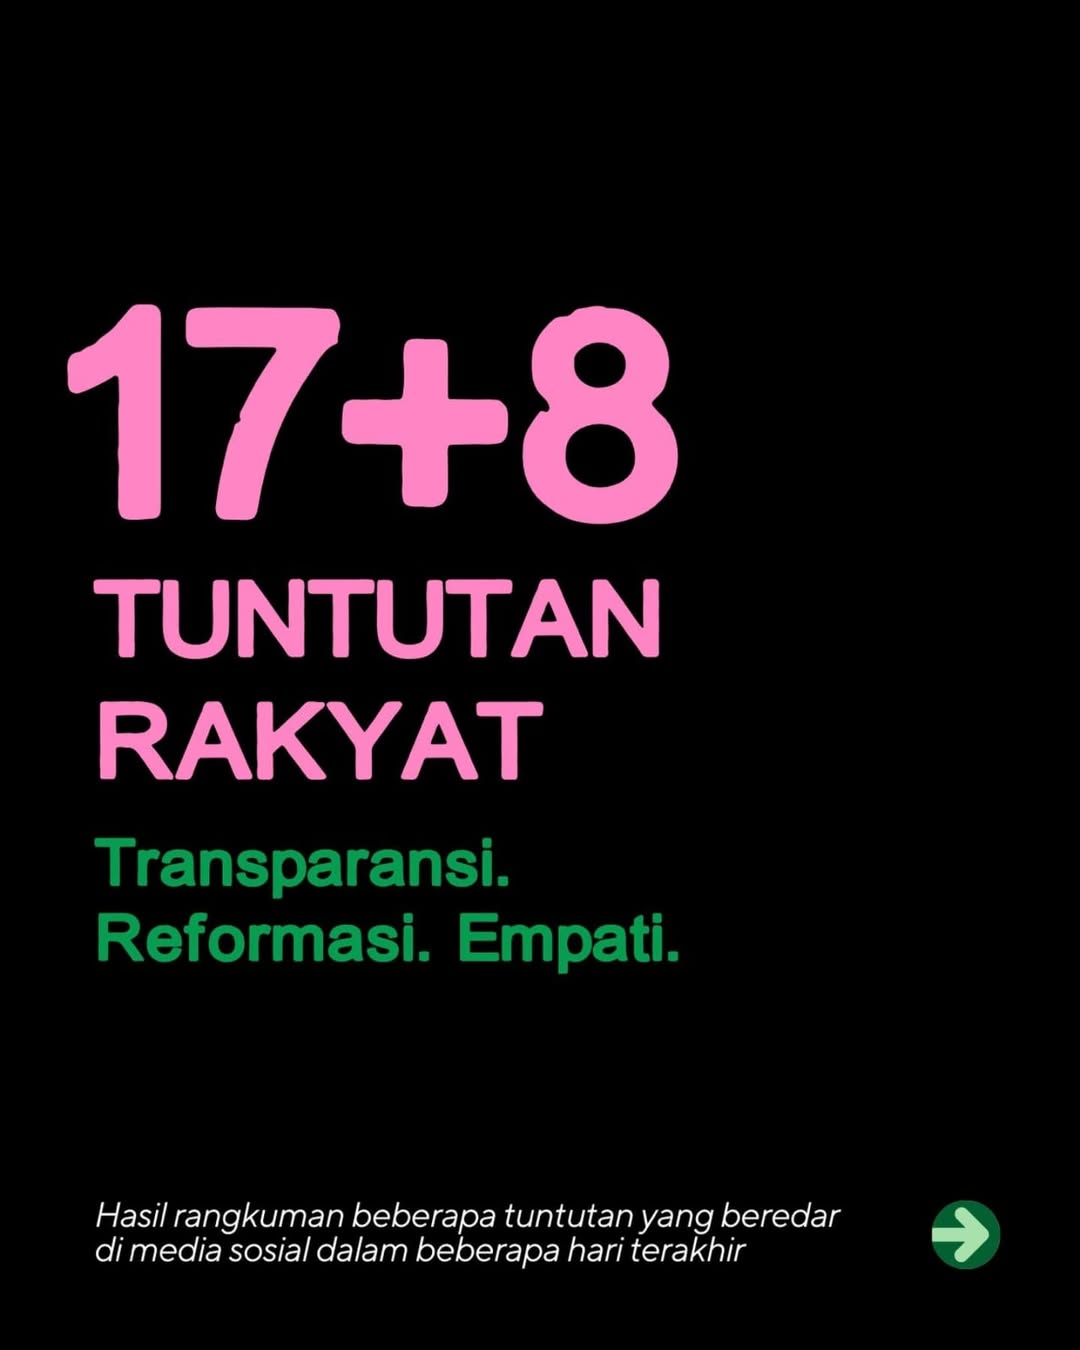 17+8
TUNTUTAN
RAKYAT
Transparansi.
Reformasi. Empati.
Hasil rangkuman beberapa tuntutan yang beredar
di media sosial dalam beberapa hari terakhir